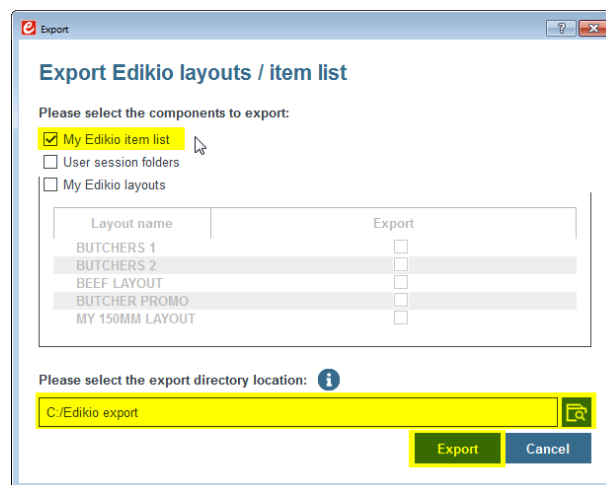 Export
Export Edikio layouts / item list
Please select the components to export:
My Edikio item list
User session folders
My Edikio layouts
Layout name Export
BUTCHERS 1
BUTCHERS 2
BEEF LAYOUT
BUTCHER PROMO
MY 150MM LAYOUT
Please select the export directory location:
C:/Edikio export
Export Cancel